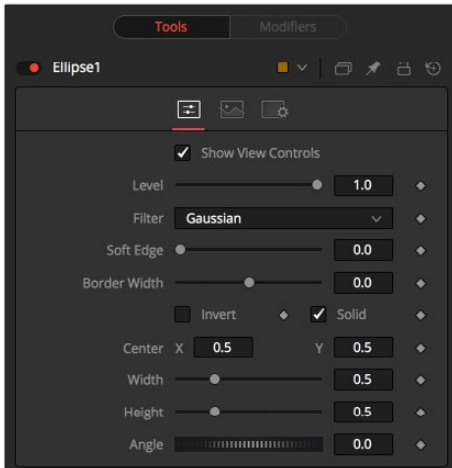 Tools Modifiers
Ellipse1
Show View Controls
Level 1.0
Filter Gaussian
Soft Edge 0.0
Border Width 0.0
Invert Solid
Center X 0.5 Y 0.5
Width 0.5
Height 0.5
Angle 0.0